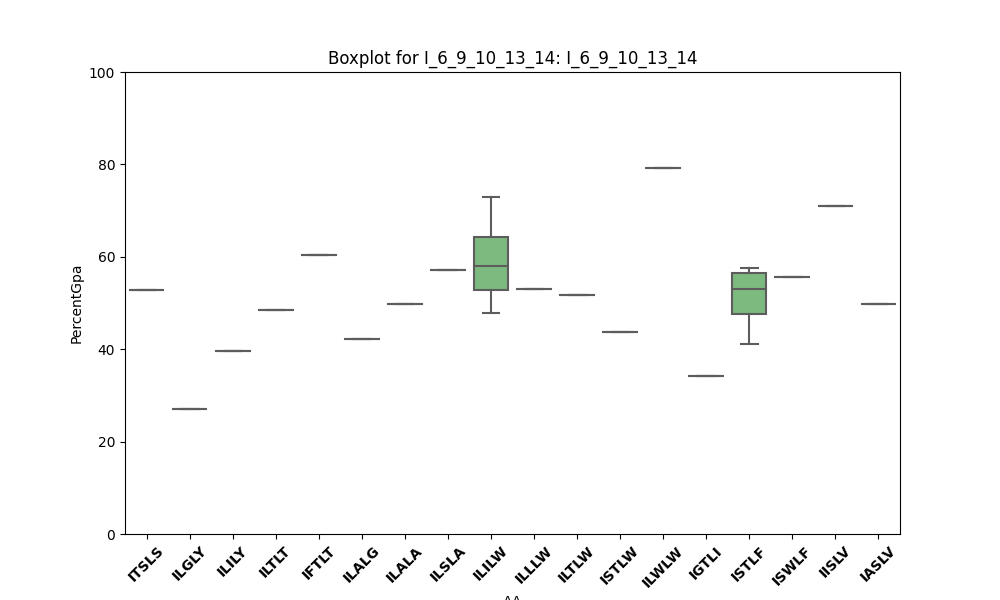 Boxplot for I_6_9_10_13_14: I_6_9_10_13_14
100
80
60
40
20
0
PercentGpa
ITSLS
ILGLY
ILILY
ILTLT
IFTLT
ILALG
ILALA
ILSLA
ILILW
ILLLW
ILTLW
ISTLW
ILWLW
IGTLI
ISTLF
ISWLF
IISLV
IASLV
AA